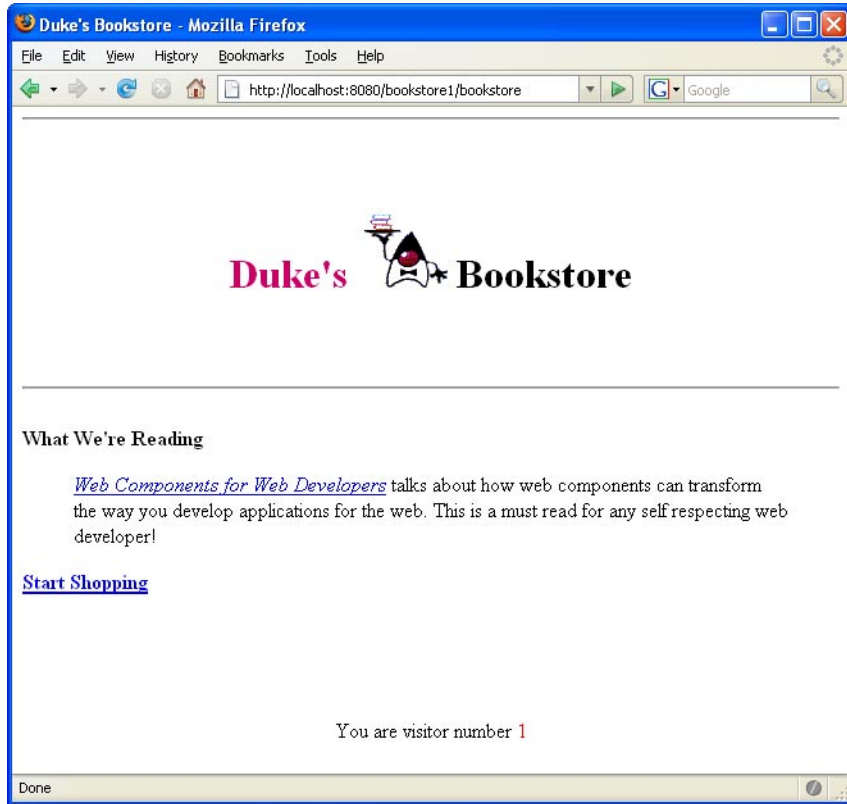 Duke's Bookstore - Mozilla Firefox
File Edit View History Bookmarks Tools Help
http://localhost:8080/bookstore1/bookstore G Google
Duke's Bookstore
What We're Reading
Web Components for Web Developers talks about how web components can transform
the way you develop applications for the web. This is a must read for any self respecting web
developer!
Start Shopping
You are visitor number 1
Done